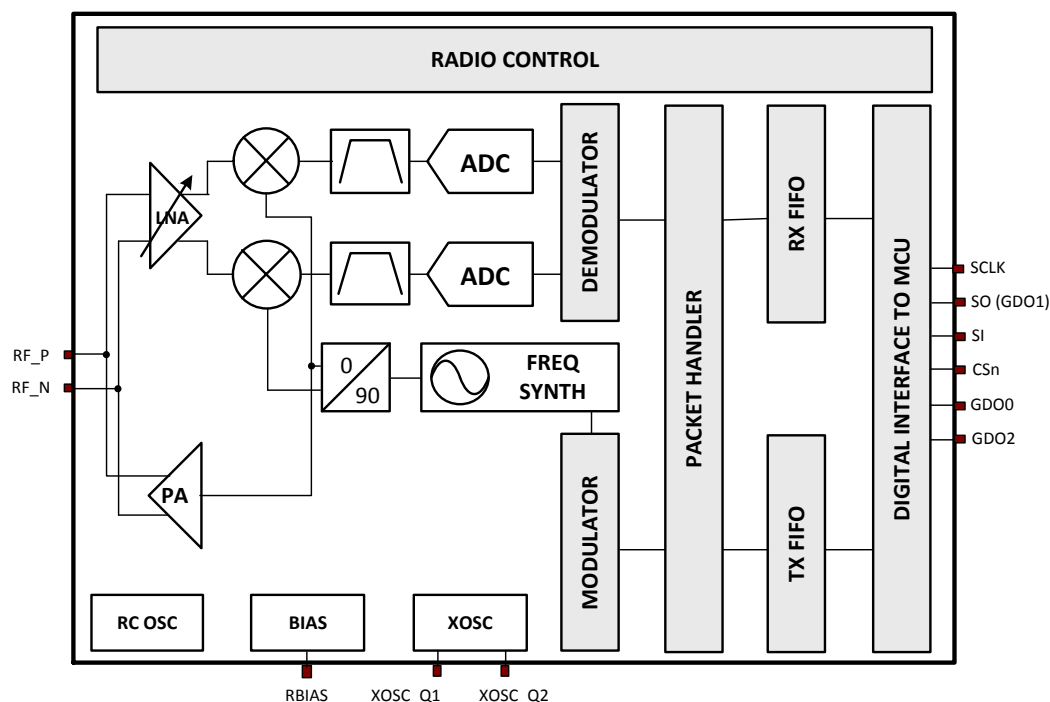 RADIO CONTROL
LNA
ADC
ADC
DEMODULATOR
PACKET HANDLER
RX FIFO
DIGITAL INTERFACE TO MCU
SCLK
SO (GDO1)
SI
CSn
GDO0
GDO2
RF_P
RF_N
0
90
FREQ
SYNTH
PA
MODULATOR
TX FIFO
RC OSC
BIAS
XOSC
RBIAS
XOSC_Q1
XOSC_Q2